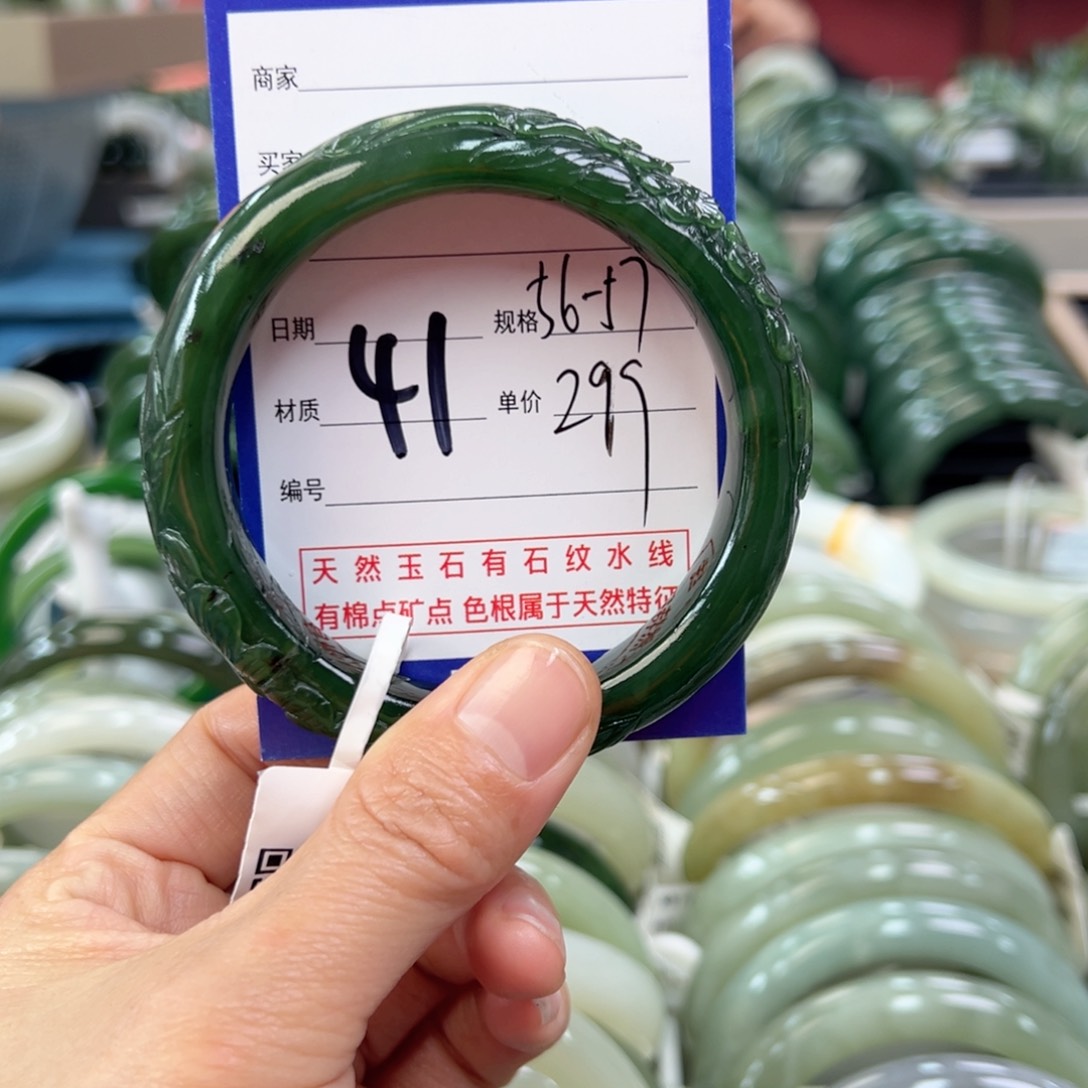 商家
买家
日期 规格 56-57
41
材质 单价 299
编号
天然玉石有石纹水线
有棉点矿点 色根属于天然特征